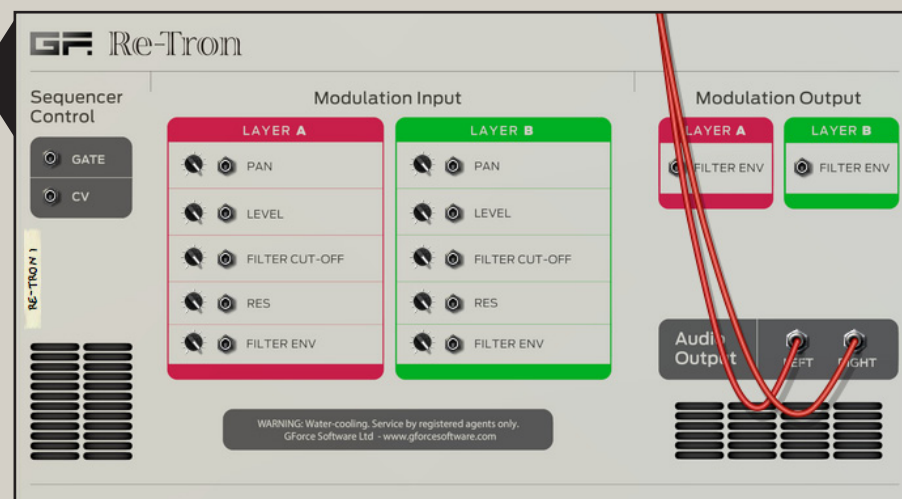 GF Re-Tron
Sequencer
Control
GATE
CV
RE-TRON 1
Modulation Input
LAYER A
PAN
LEVEL
FILTER CUT-OFF
RES
FILTER ENV
LAYER B
PAN
LEVEL
FILTER CUT-OFF
RES
FILTER ENV
Modulation Output
LAYER A
FILTER ENV
LAYER B
FILTER ENV
Audio
Output
LEFT
RIGHT
WARNING: Water-cooling. Service by registered agents only.
GForce Software Ltd - www.gforcesoftware.com